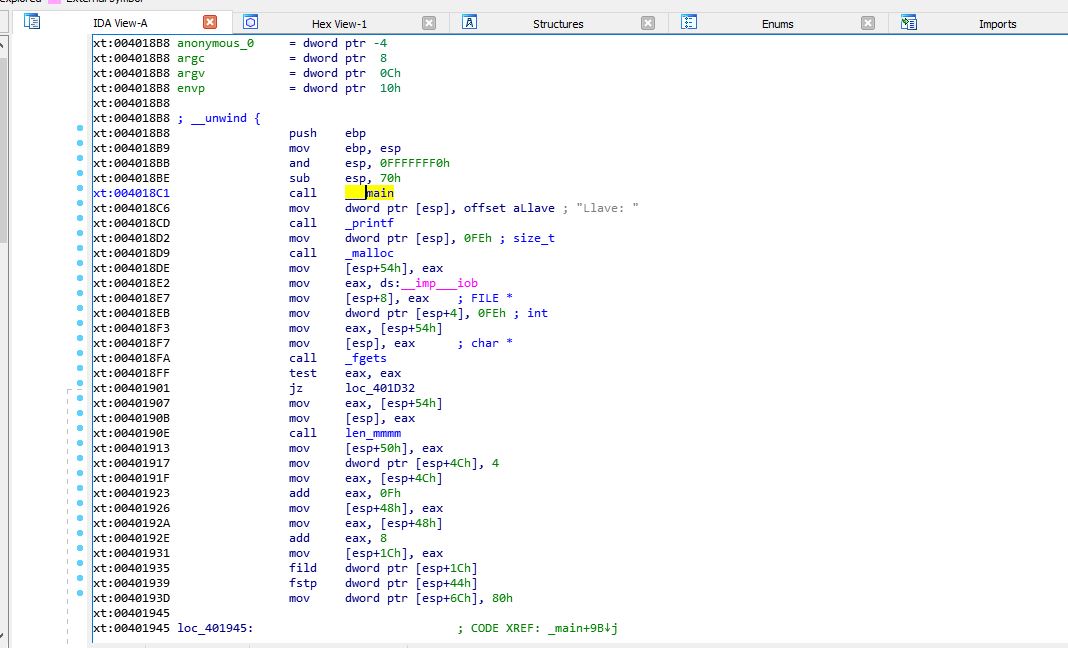 IDA View-A Hex View-1 Structures Enums Imports
xt:004018B8 anonymous_0 = dword ptr -4
xt:004018B8 argc = dword ptr 8
xt:004018B8 argv = dword ptr 0Ch
xt:004018B8 envp = dword ptr 10h
xt:004018B8
xt:004018B8 ; __unwind {
xt:004018B8 push ebp
xt:004018B9 mov ebp, esp
xt:004018BB and esp, 0FFFFFFF0h
xt:004018BE sub esp, 70h
xt:004018C1 call ___main
xt:004018C6 mov dword ptr [esp], offset aLlave ; "Llave: "
xt:004018CD call _printf
xt:004018D2 mov dword ptr [esp], 0FEh ; size_t
xt:004018D9 call _malloc
xt:004018DE mov [esp+54h], eax
xt:004018E2 mov eax, ds:__imp___iob
xt:004018E7 mov [esp+8], eax ; FILE *
xt:004018EB mov dword ptr [esp+4], 0FEh ; int
xt:004018F3 mov eax, [esp+54h]
xt:004018F7 mov [esp], eax ; char *
xt:004018FA call _fgets
xt:004018FF test eax, eax
xt:00401901 jz loc_401D32
xt:00401907 mov eax, [esp+54h]
xt:0040190B mov [esp], eax
xt:0040190E call len_mmmm
xt:00401913 mov [esp+50h], eax
xt:00401917 mov dword ptr [esp+4Ch], 4
xt:0040191F mov eax, [esp+4Ch]
xt:00401923 add eax, 0Fh
xt:00401926 mov [esp+48h], eax
xt:0040192A mov eax, [esp+48h]
xt:0040192E add eax, 8
xt:00401931 mov [esp+1Ch], eax
xt:00401935 fild dword ptr [esp+1Ch]
xt:00401939 fstp dword ptr [esp+44h]
xt:0040193D mov dword ptr [esp+6Ch], 80h
xt:00401945
xt:00401945 loc_401945: ; CODE XREF: _main+9B↓j